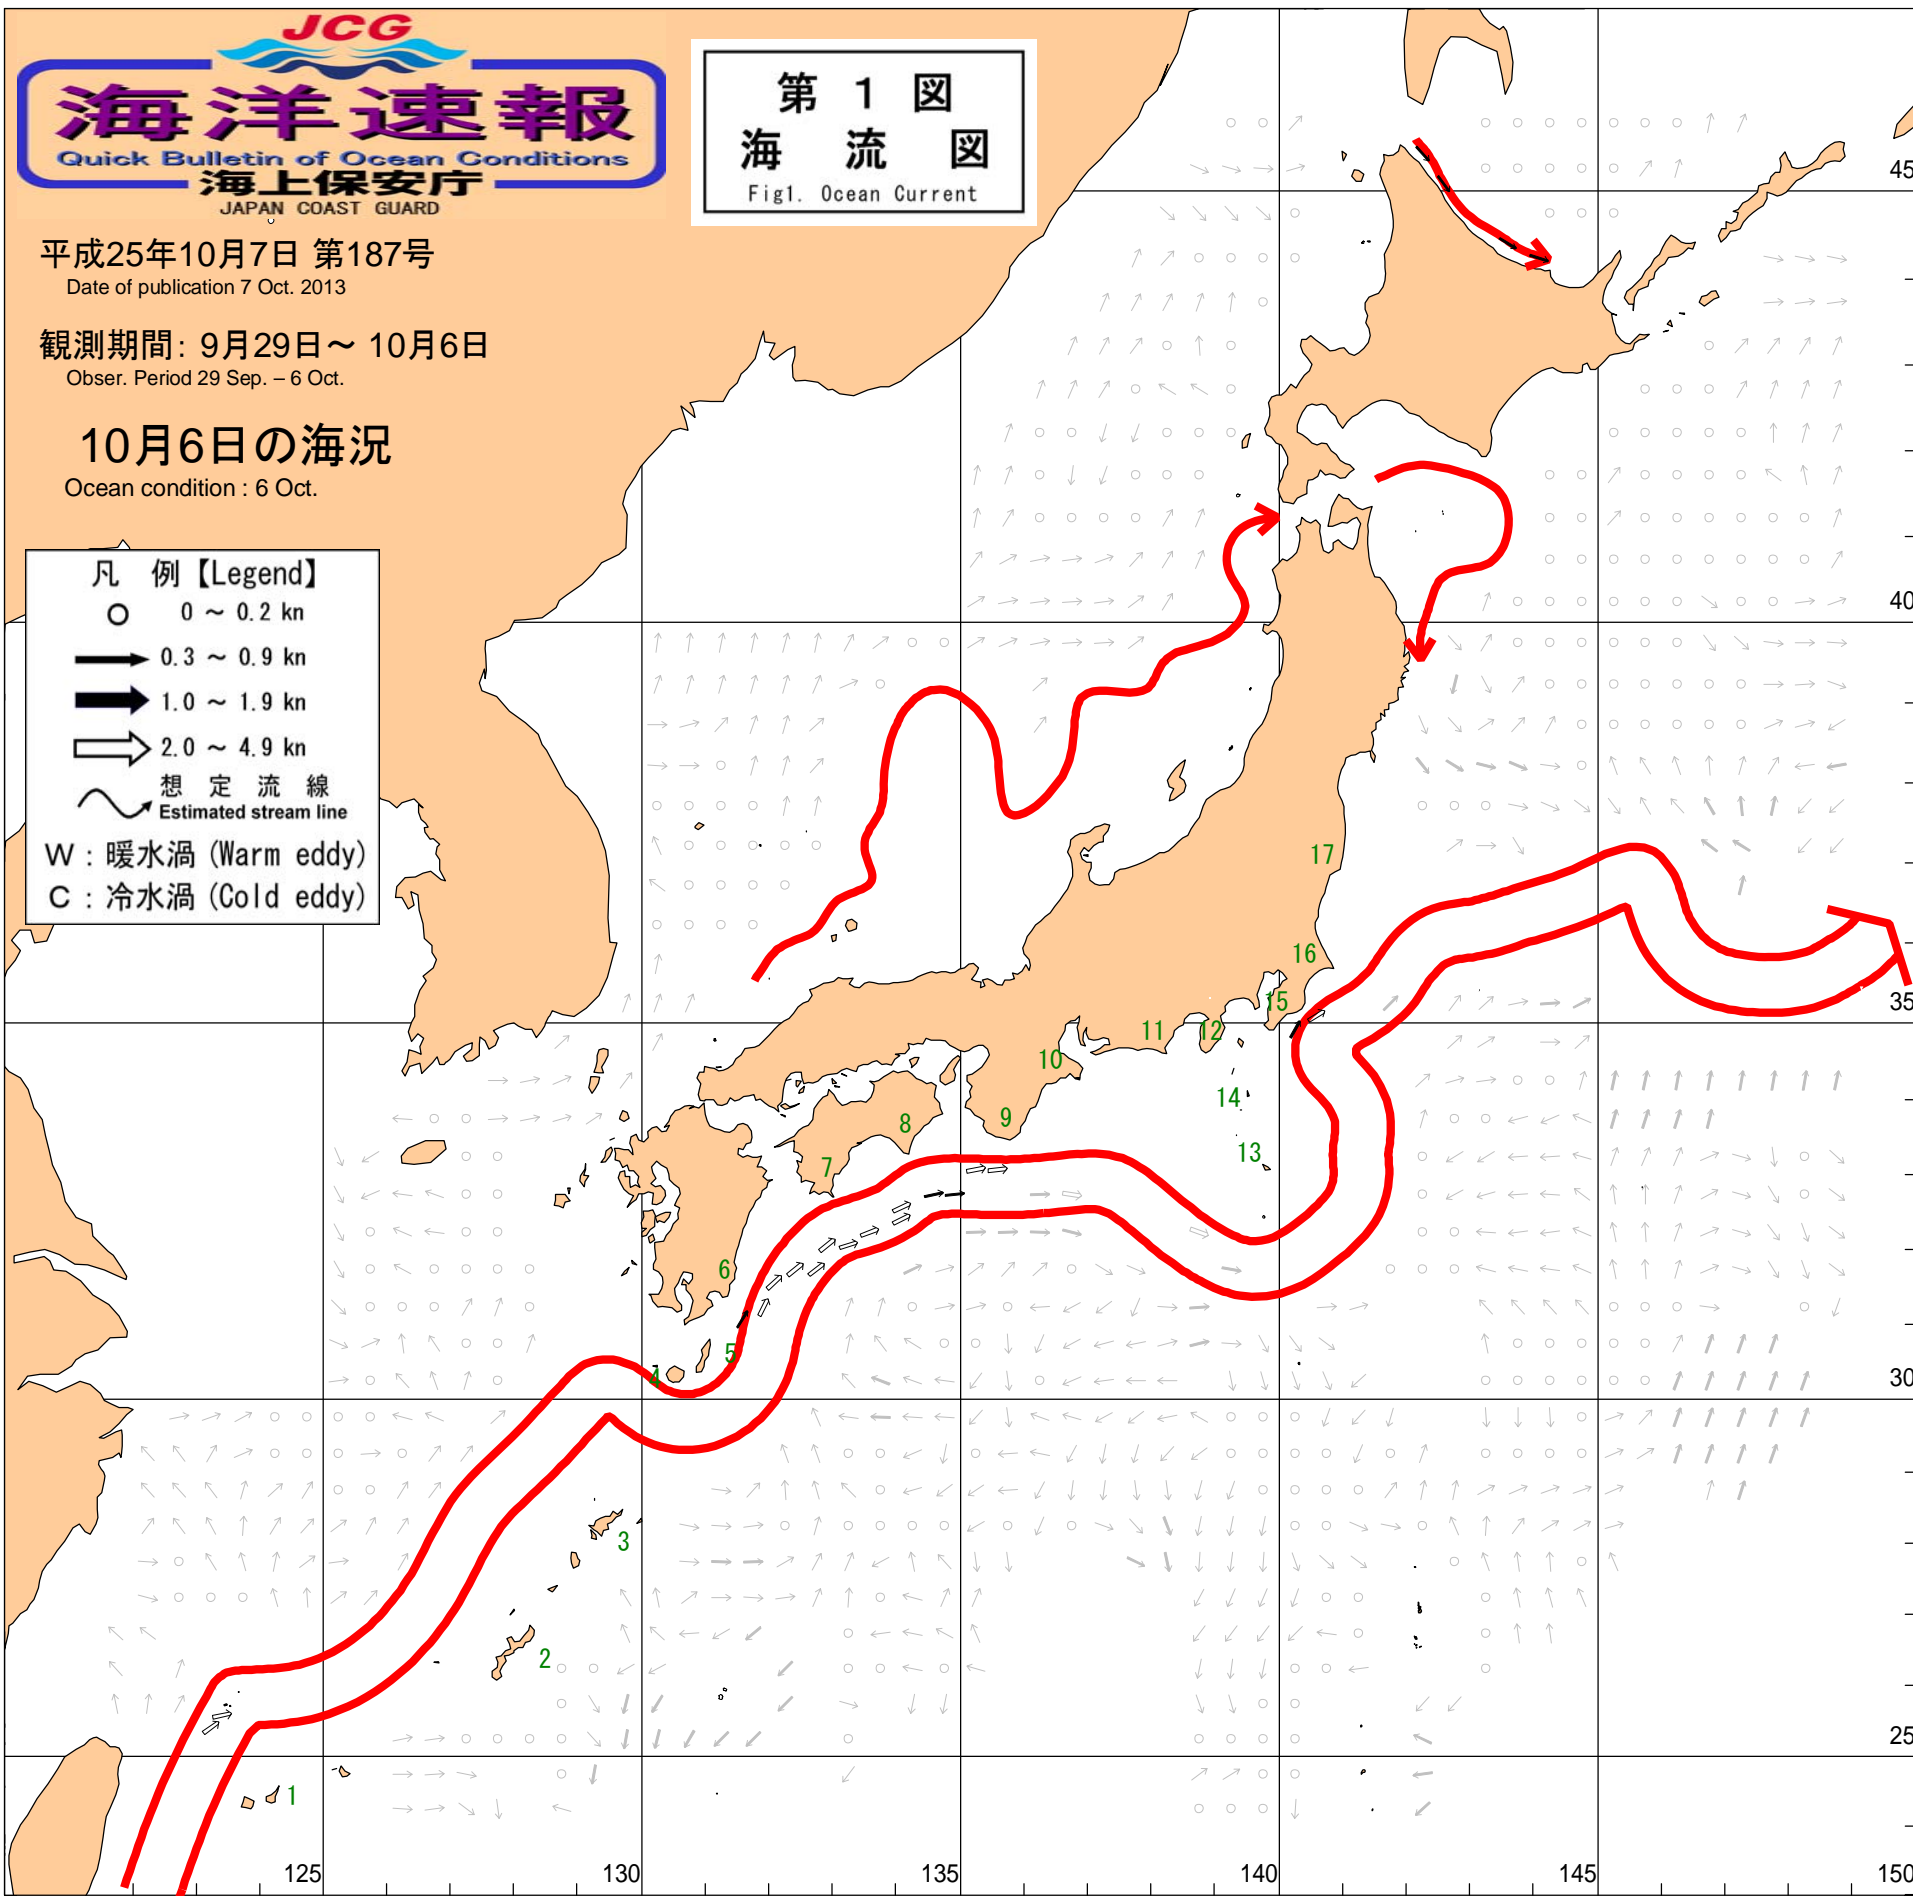 JCG
海洋速報
Quick Bulletin of Ocean Conditions
海上保安庁
JAPAN COAST GUARD
第 1 図
海 流 図
Fig1. Ocean Current
平成25年10月7日 第187号
Date of publication 7 Oct. 2013
観測期間: 9月29日～ 10月6日
Obser. Period 29 Sep. – 6 Oct.
10月6日の海況
Ocean condition : 6 Oct.
凡 例【Legend】
0 ～ 0.2 kn
0.3 ～ 0.9 kn
1.0 ～ 1.9 kn
2.0 ～ 4.9 kn
想 定 流 線
Estimated stream line
W : 暖水渦 (Warm eddy)
C : 冷水渦 (Cold eddy)
45
40
35
30
25
17
16
15
12
11
10
14
13
9
8
7
6
5
4
3
2
1
125
130
135
140
145
150